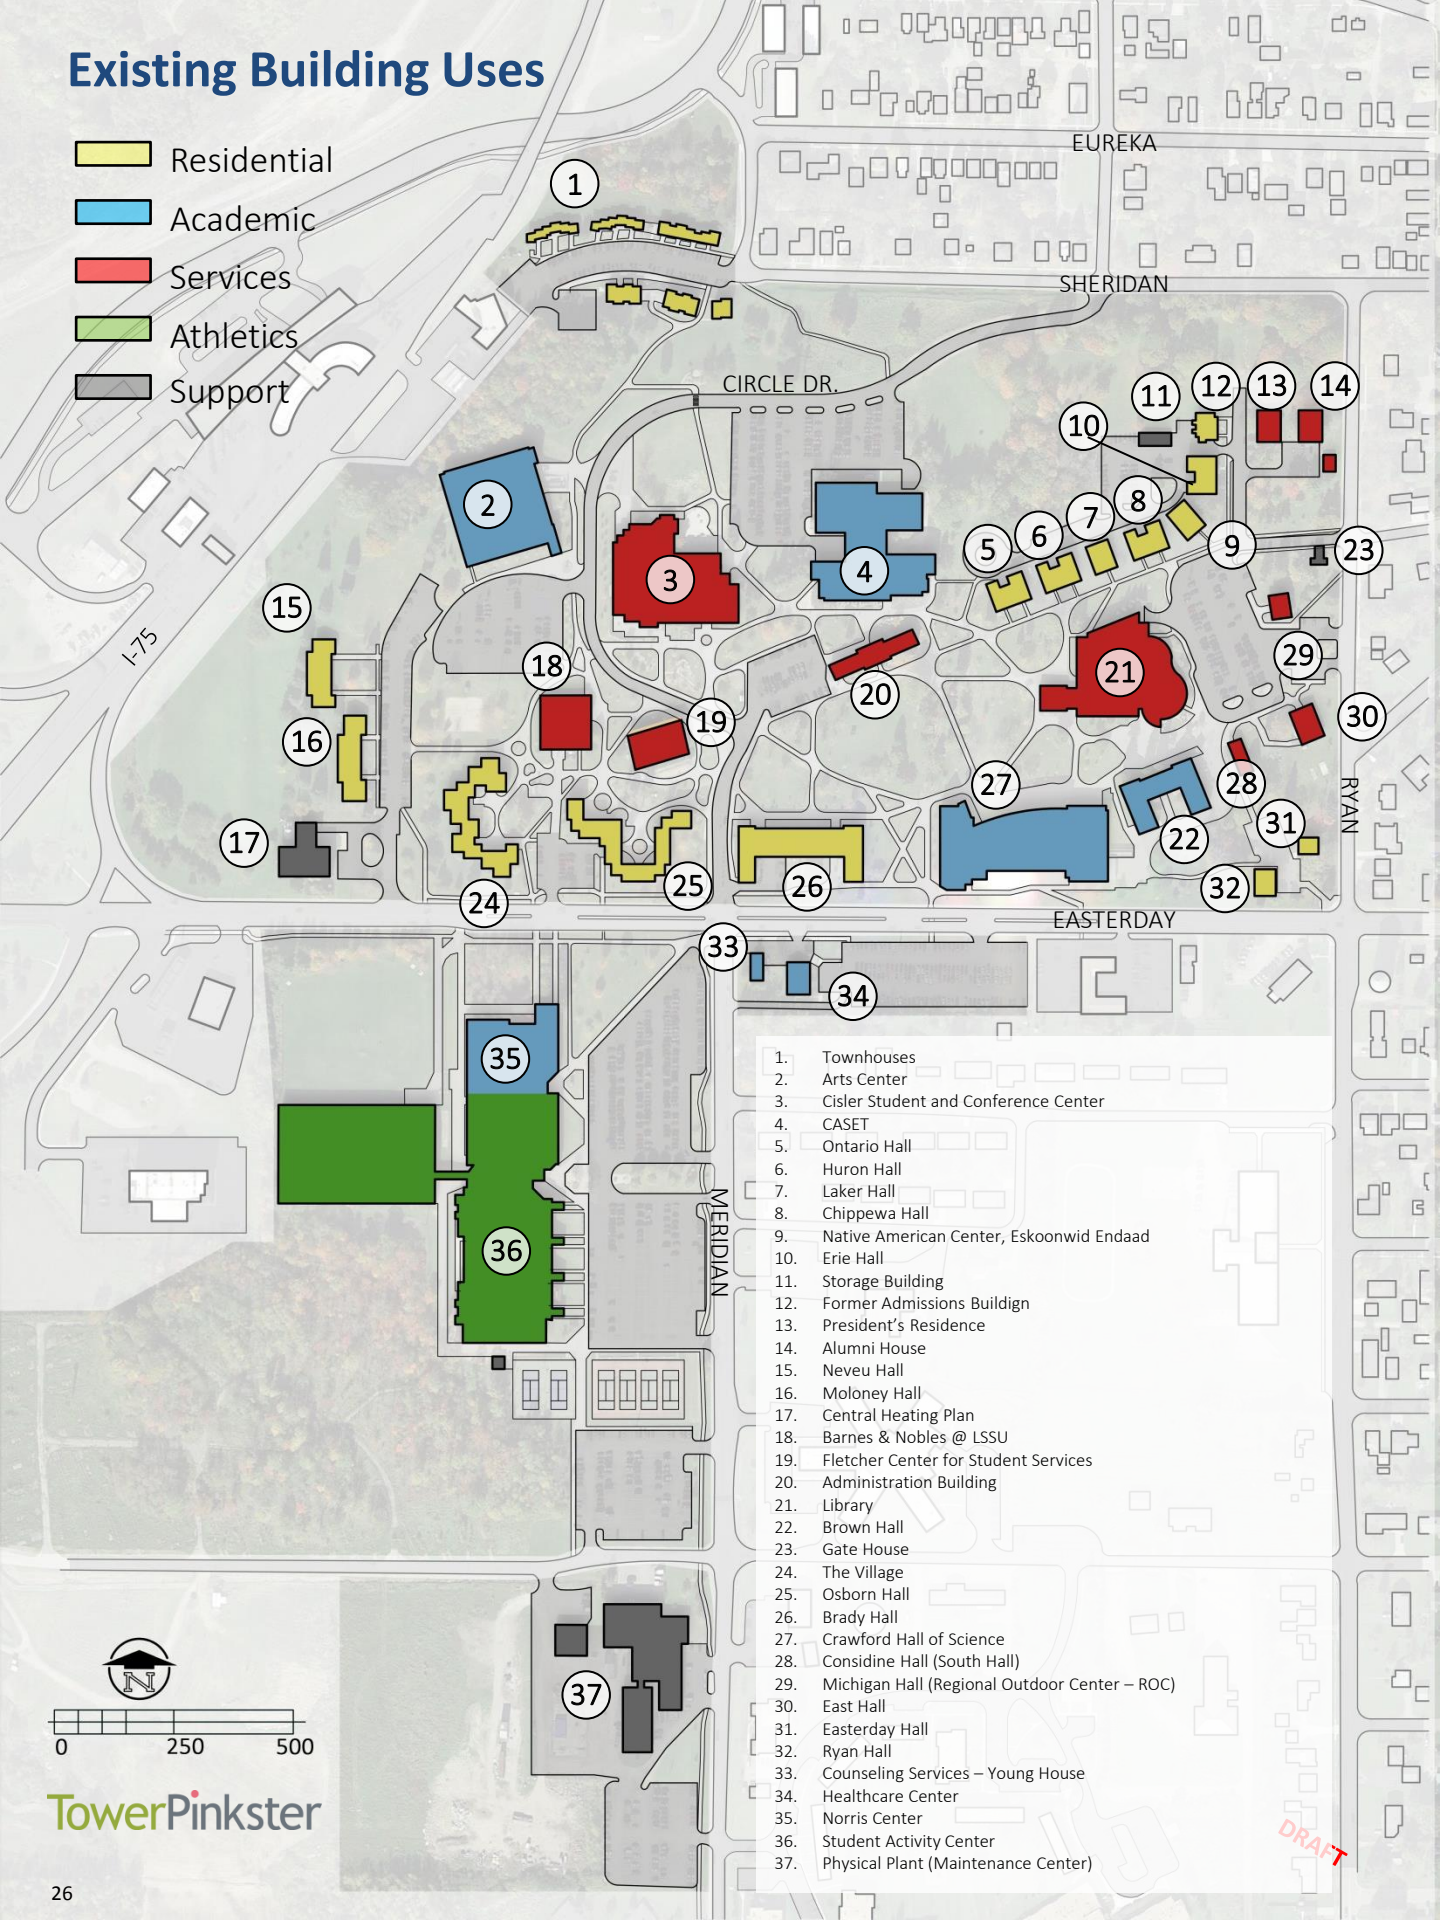 Existing Building Uses
Residential
Academic
Services
Athletics
Support
EUREKA
SHERIDAN
CIRCLE DR.
I-75
RYAN
EASTERDAY
MERIDIAN
1
2
3
4
5
6
7
8
9
10
11
12
13
14
15
16
17
18
19
20
21
22
23
24
25
26
27
28
29
30
31
32
33
34
35
36
37
1. Townhouses
2. Arts Center
3. Cisler Student and Conference Center
4. CASET
5. Ontario Hall
6. Huron Hall
7. Laker Hall
8. Chippewa Hall
9. Native American Center, Eskoonwid Endaad
10. Erie Hall
11. Storage Building
12. Former Admissions Buildign
13. President’s Residence
14. Alumni House
15. Neveu Hall
16. Moloney Hall
17. Central Heating Plan
18. Barnes & Nobles @ LSSU
19. Fletcher Center for Student Services
20. Administration Building
21. Library
22. Brown Hall
23. Gate House
24. The Village
25. Osborn Hall
26. Brady Hall
27. Crawford Hall of Science
28. Considine Hall (South Hall)
29. Michigan Hall (Regional Outdoor Center – ROC)
30. East Hall
31. Easterday Hall
32. Ryan Hall
33. Counseling Services – Young House
34. Healthcare Center
35. Norris Center
36. Student Activity Center
37. Physical Plant (Maintenance Center)
N
0 250 500
TowerPinkster
DRAFT
26